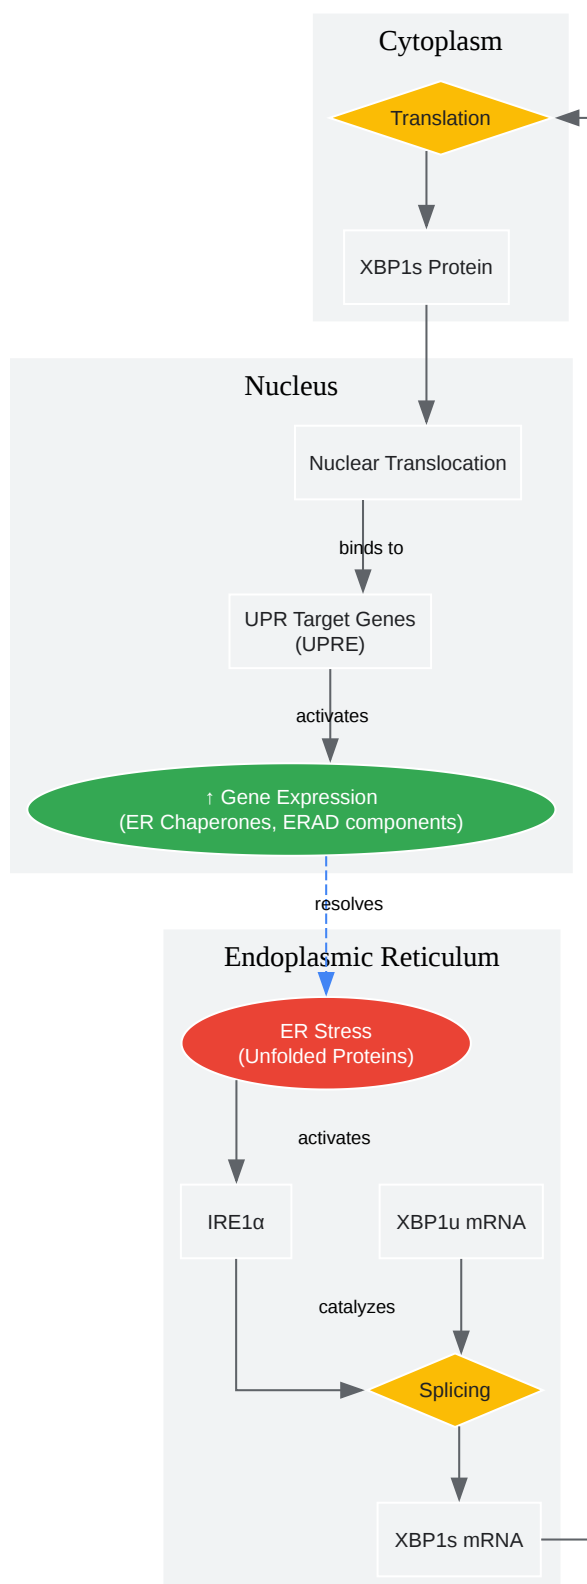 Cytoplasm
Translation
XBP1s Protein
Nucleus
Nuclear Translocation
binds to
UPR Target Genes
(UPRE)
activates
↑ Gene Expression
(ER Chaperones, ERAD components)
resolves
Endoplasmic Reticulum
ER Stress
(Unfolded Proteins)
activates
IRE1α
XBP1u mRNA
catalyzes
Splicing
XBP1s mRNA